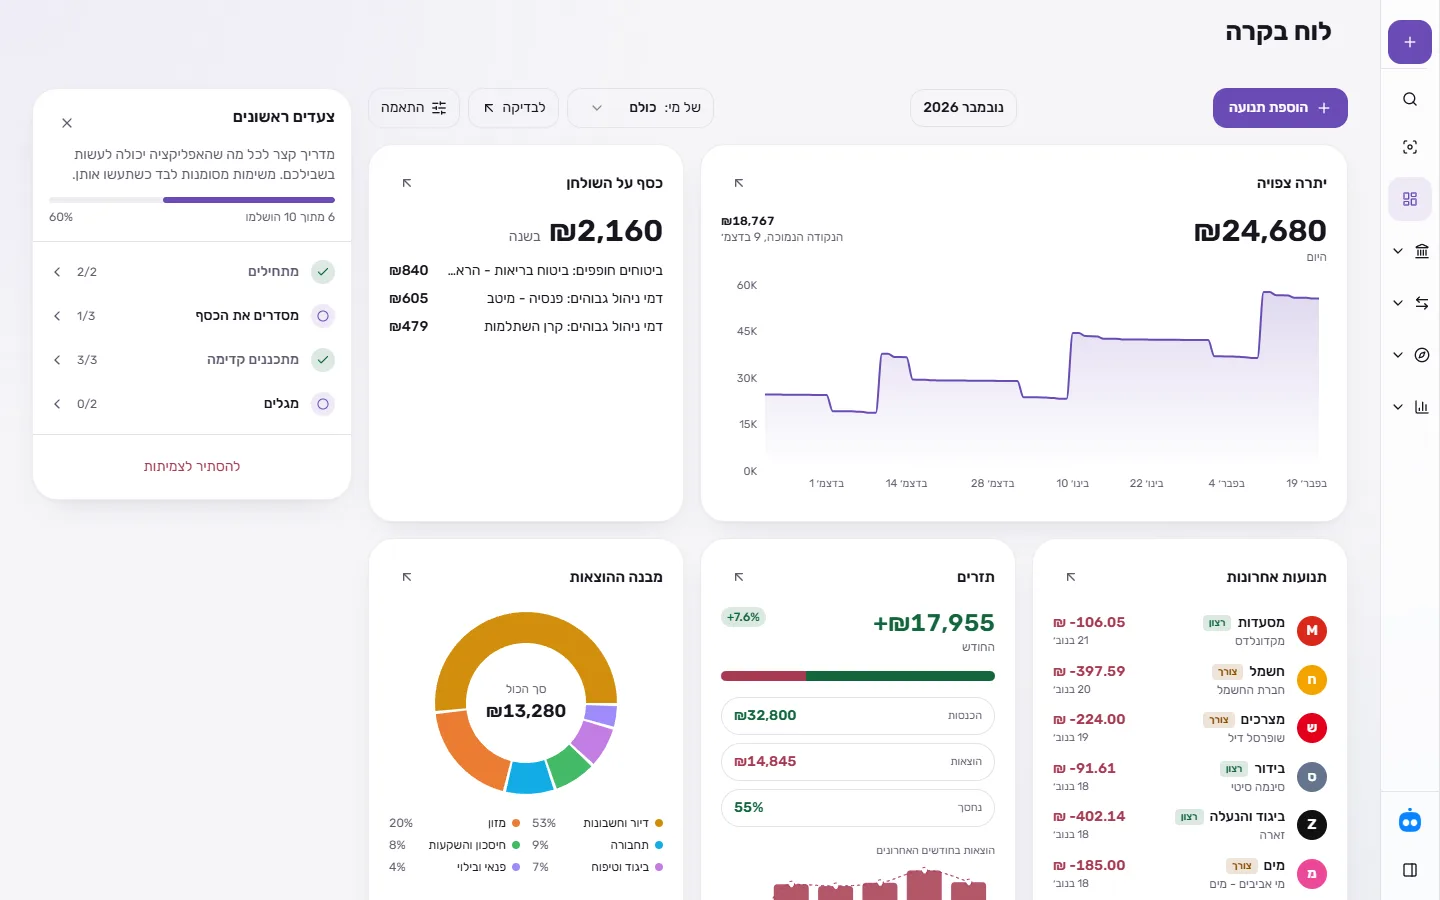 לוח בקרה
הוספת תנועה
נובמבר 2026
של מי: כולם
לבדיקה
התאמה
יתרה צפויה
₪24,680
היום
₪18,767
הנקודה הנמוכה, 9 בדצמ׳
60K
45K
30K
15K
0K
1 בדצמ׳
14 בדצמ׳
28 בדצמ׳
10 בינו׳
22 בינו׳
4 בפבר׳
19 בפבר׳
כסף על השולחן
₪2,160 בשנה
ביטוחים חופפים: ביטוח בריאות - הרא... ₪840
דמי ניהול גבוהים: פנסיה - מיטב ₪605
דמי ניהול גבוהים: קרן השתלמות ₪479
צעדים ראשונים
מדריך קצר לכל מה שהאפליקציה יכולה לעשות
בשבילכם. משימות מסומנות לבד כשתעשו אותן.
6 מתוך 10 הושלמו 60%
מתחילים 2/2
מסדרים את הכסף 1/3
מתכננים קדימה 3/3
מגלים 0/2
להסתיר לצמיתות
תנועות אחרונות
M מסעדות רצון -106.05 ₪
מקדונלדס 21 בנוב׳
ח חשמל צורך -397.59 ₪
חברת החשמל 20 בנוב׳
ש מצרכים צורך -224.00 ₪
שופרסל דיל 19 בנוב׳
ס בידור רצון -91.61 ₪
סינמה סיטי 18 בנוב׳
Z ביגוד והנעלה רצון -402.14 ₪
זארה 18 בנוב׳
מ מים צורך -185.00 ₪
מי אביבים - מים 18 בנוב׳
תזרים
+₪17,955
+7.6%
החודש
הכנסות ₪32,800
הוצאות ₪14,845
נחסך 55%
הוצאות בחודשים האחרונים
מבנה ההוצאות
סך הכול
₪13,280
דיור וחשבונות 53%
מזון 20%
תחבורה 9%
חיסכון והשקעות 8%
ביגוד וטיפוח 7%
פנאי ובילוי 4%